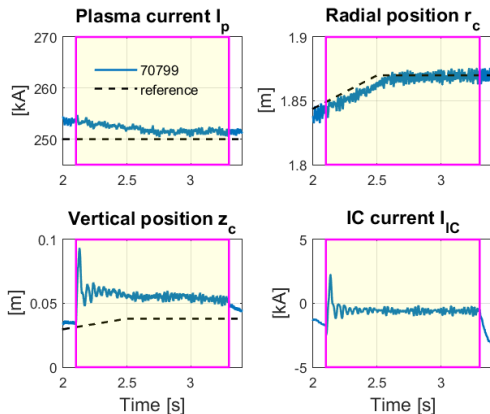 Plasma current I_p
270
260
250
[kA]
70799
reference
2
2.5
3
Radial position r_c
1.9
1.85
1.8
[m]
2
2.5
3
Vertical position z_c
0.1
0.05
0
[m]
2
2.5
3
Time [s]
IC current I_IC
5
0
-5
[kA]
2
2.5
3
Time [s]